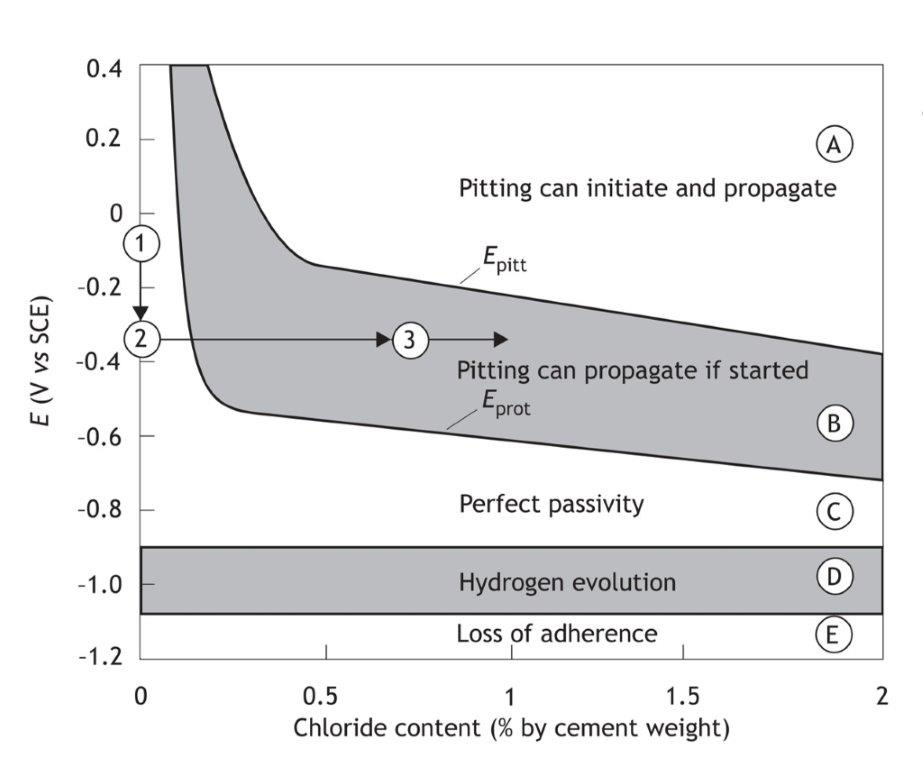 0.4
A
0.2
Pitting can initiate and propagate
0
1
E pitt
-0.2
E (V vs SCE)
2
3
-0.4
Pitting can propagate if started
E prot
B
-0.6
Perfect passivity
C
-0.8
D
Hydrogen evolution
-1.0
Loss of adherence
E
-1.2
0 0.5 1 1.5 2
Chloride content (% by cement weight)